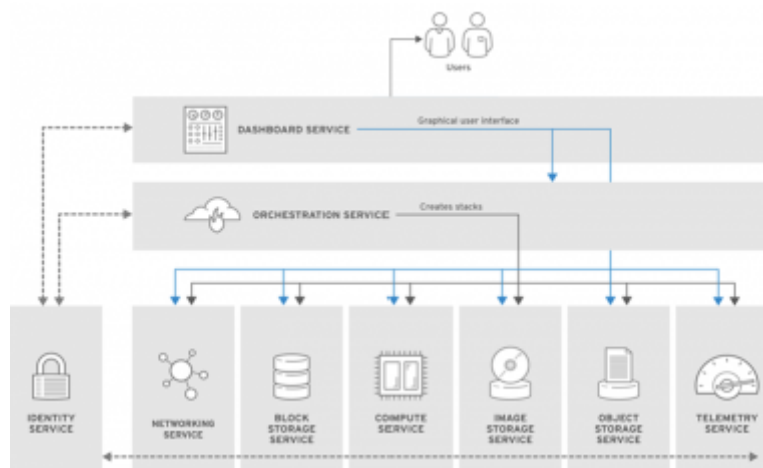 Users
DASHBOARD SERVICE
Graphical user interface
ORCHESTRATION SERVICE
Creates stacks
IDENTITY
SERVICE
NETWORKING
SERVICE
BLOCK
STORAGE
SERVICE
COMPUTE
SERVICE
IMAGE
STORAGE
SERVICE
OBJECT
STORAGE
SERVICE
TELEMETRY
SERVICE